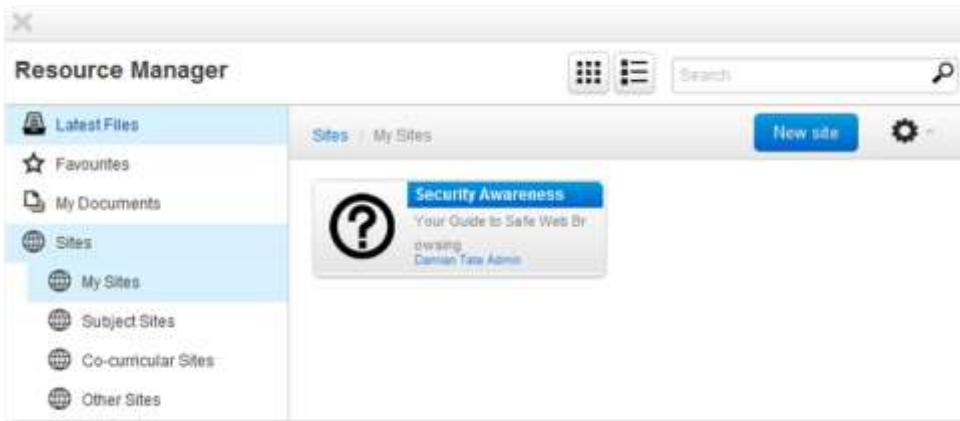 Resource Manager
Search
Latest Files
Favourites
My Documents
Sites
My Sites
Subject Sites
Co-curricular Sites
Other Sites
Sites / My Sites
New site
Security Awareness
Your Guide to Safe Web Br
owsing
Damian Tate Admin